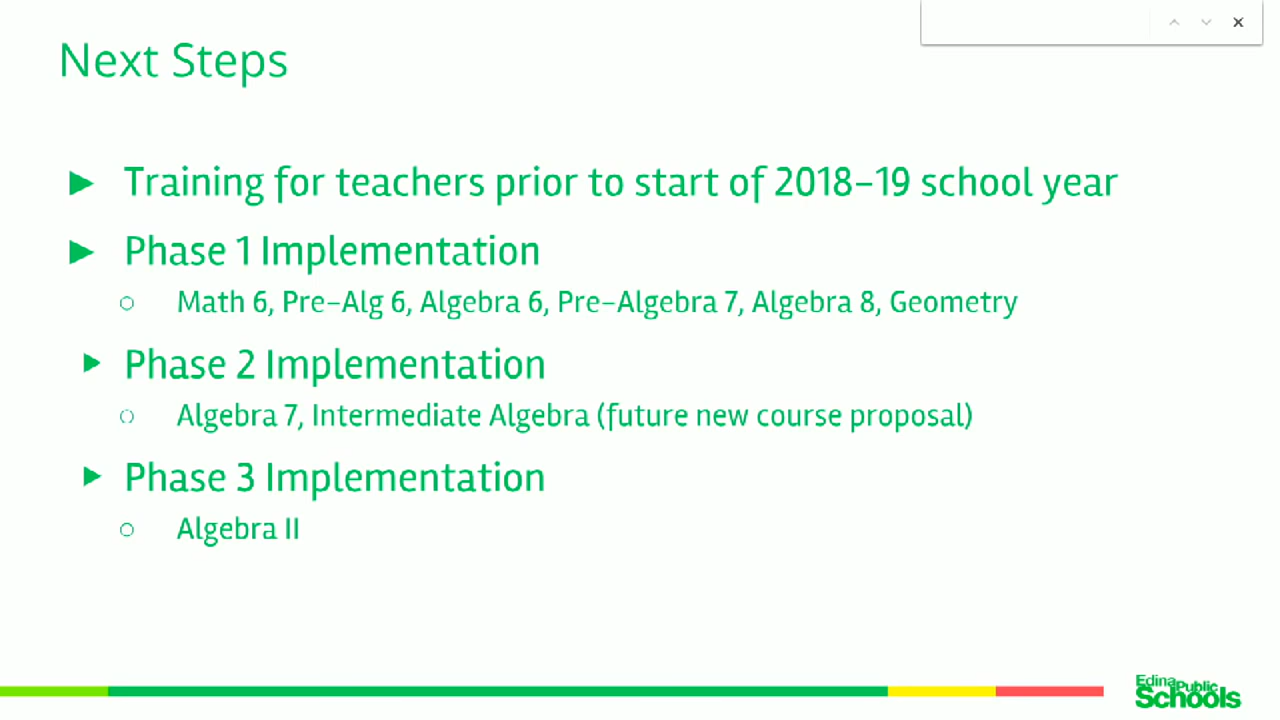 Next Steps
► Training for teachers prior to start of 2018–19 school year
► Phase 1 Implementation
○ Math 6, Pre–Alg 6, Algebra 6, Pre–Algebra 7, Algebra 8, Geometry
► Phase 2 Implementation
○ Algebra 7, Intermediate Algebra (future new course proposal)
► Phase 3 Implementation
○ Algebra II
Edina Public
Schools